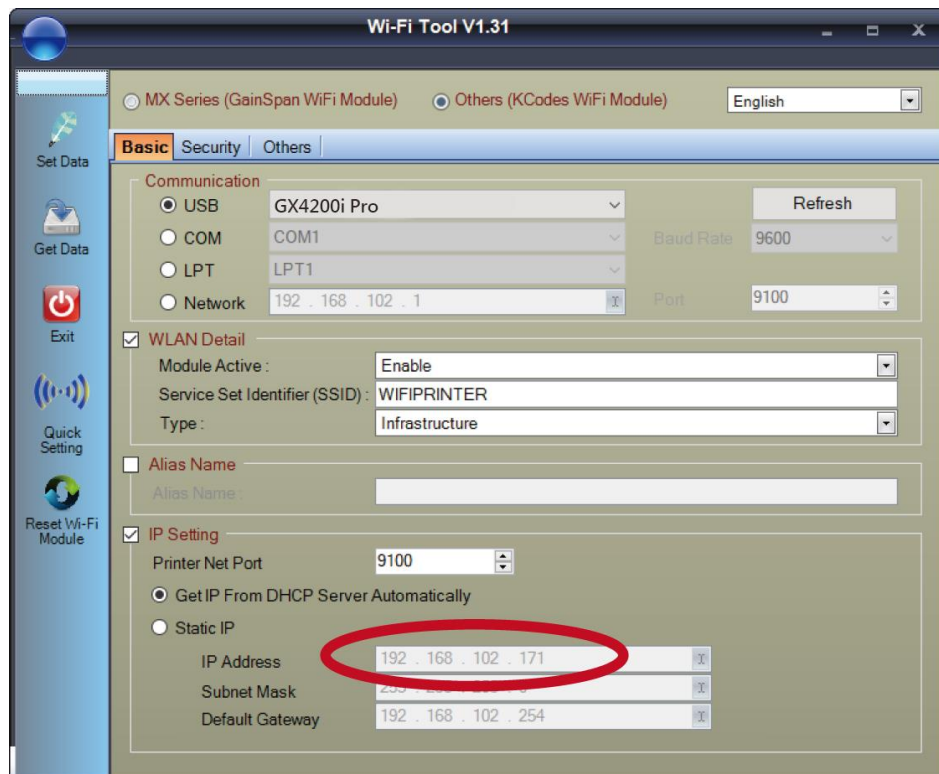 Wi-Fi Tool V1.31
MX Series (GainSpan WiFi Module) Others (KCodes WiFi Module) English
Set Data
Get Data
Exit
Quick Setting
Reset Wi-Fi Module
Basic Security Others
Communication
USB GX4200i Pro Refresh
COM COM1 Baud Rate 9600
LPT LPT1
Network 192 . 168 . 102 . 1 Port 9100
WLAN Detail
Module Active : Enable
Service Set Identifier (SSID) : WIFIPRINTER
Type : Infrastructure
Alias Name
Alias Name :
IP Setting
Printer Net Port 9100
Get IP From DHCP Server Automatically
Static IP
IP Address 192 . 168 . 102 . 171
Subnet Mask
Default Gateway 192 . 168 . 102 . 254